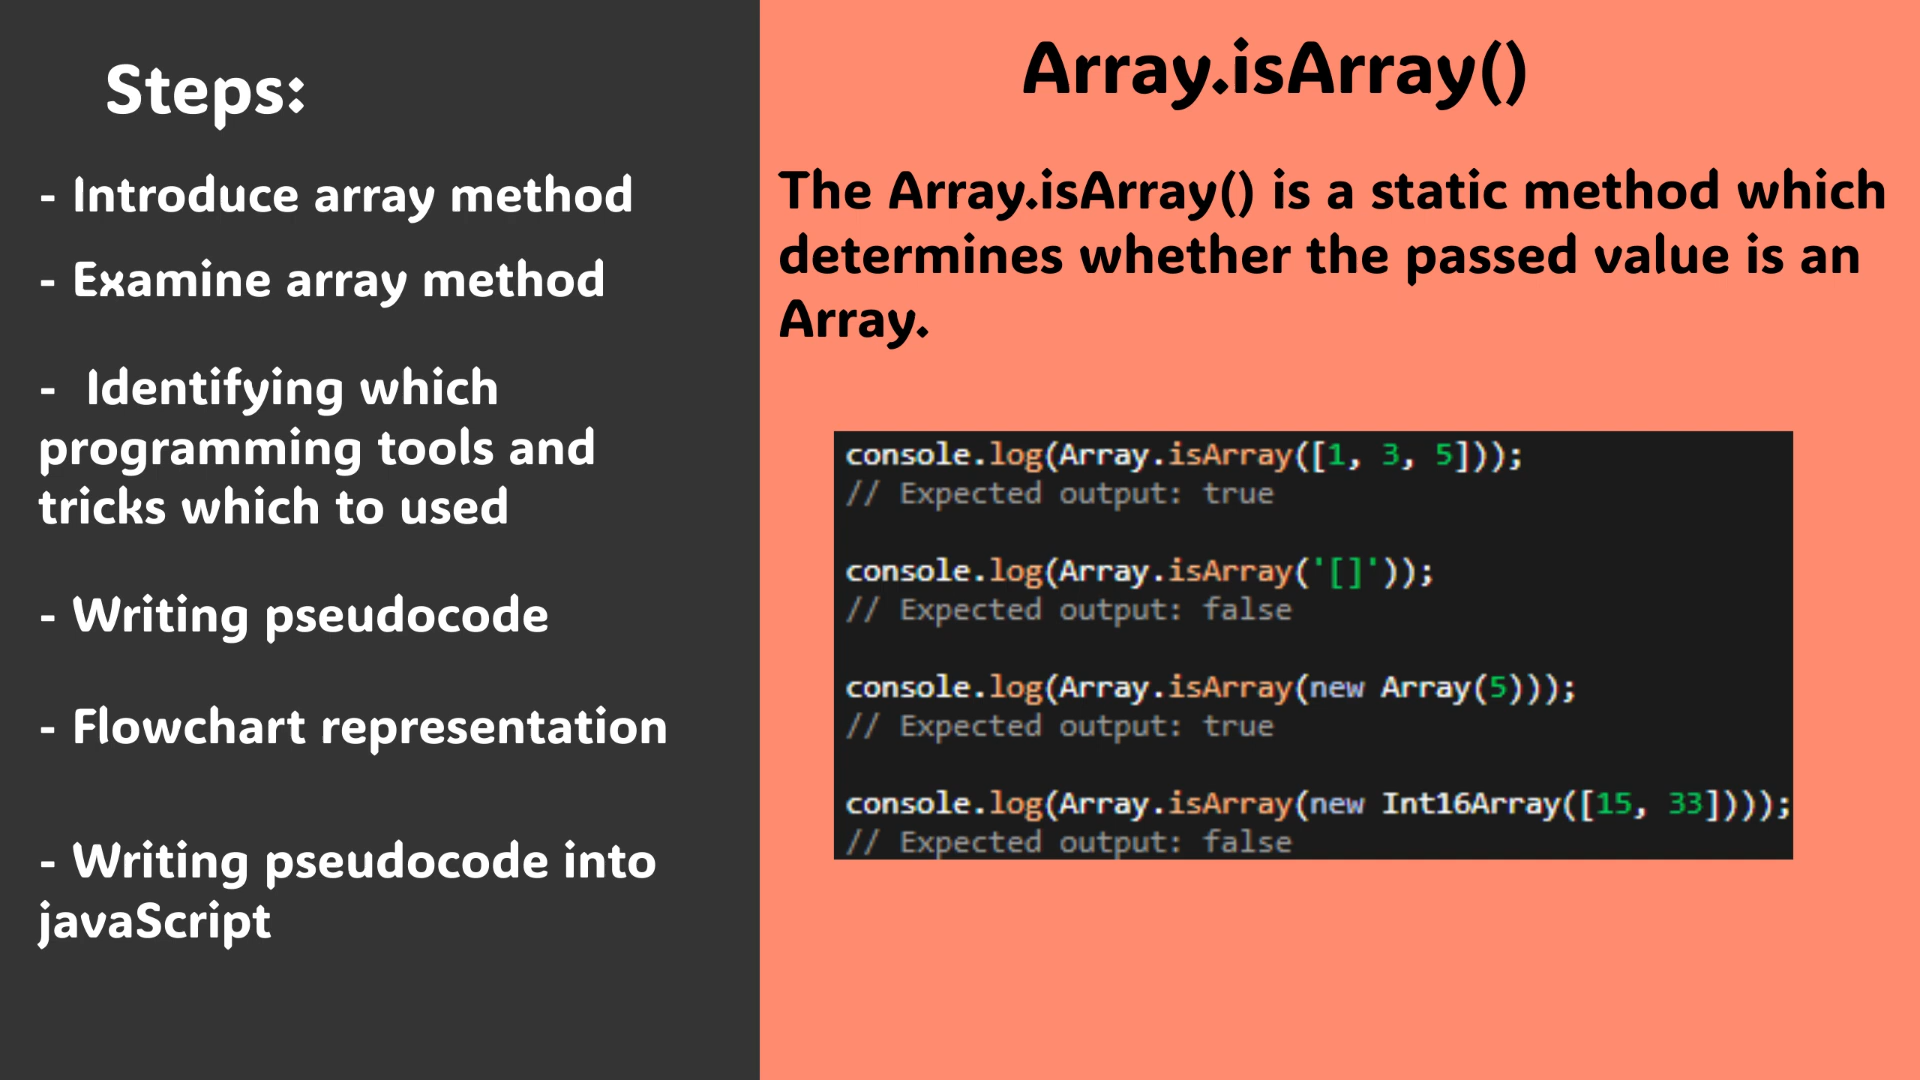 Steps:
- Introduce array method
- Examine array method
- Identifying which
programming tools and
tricks which to used
- Writing pseudocode
- Flowchart representation
- Writing pseudocode into
javaScript
Array.isArray()
The Array.isArray() is a static method which
determines whether the passed value is an
Array.
console.log(Array.isArray([1, 3, 5]));
// Expected output: true
console.log(Array.isArray('[]'));
// Expected output: false
console.log(Array.isArray(new Array(5)));
// Expected output: true
console.log(Array.isArray(new Int16Array([15, 33])));
// Expected output: false